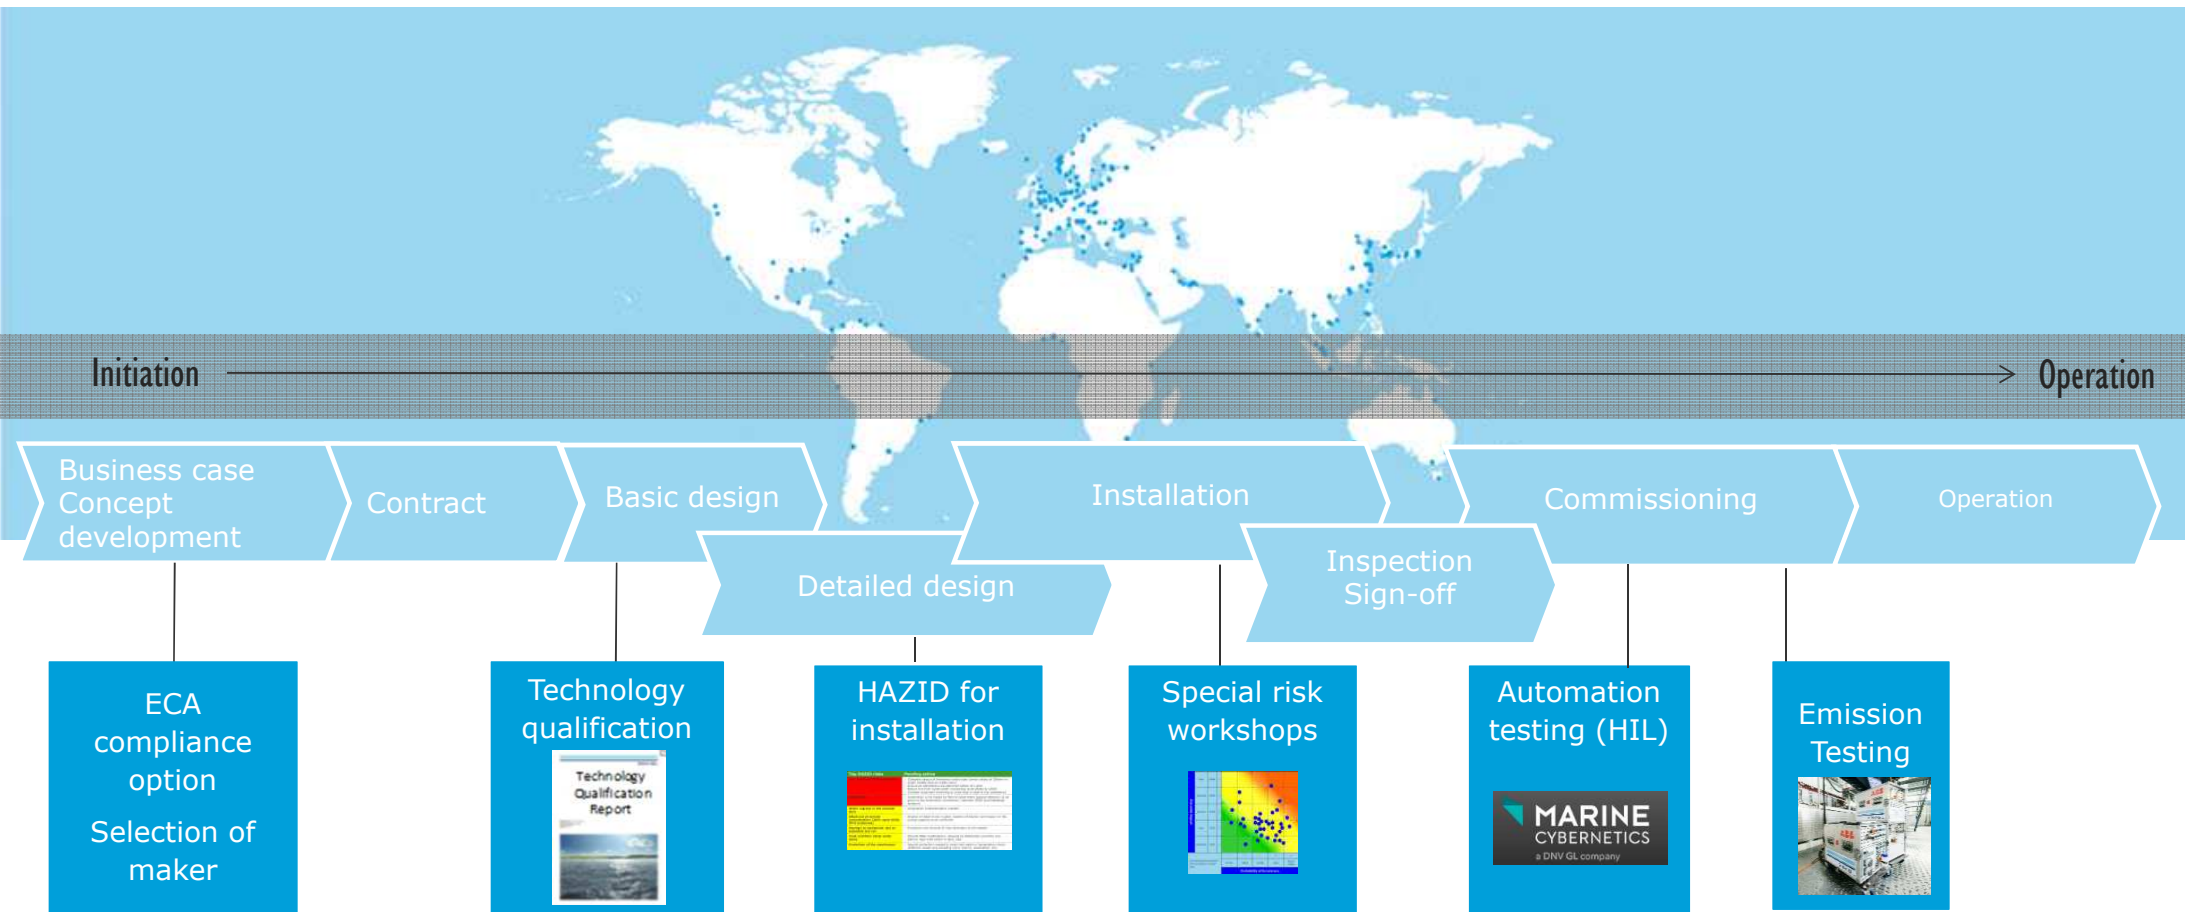 Initiation
Operation
Business case
Concept
development
Contract
Basic design
Detailed design
Installation
Inspection
Sign-off
Commissioning
Operation
ECA
compliance
option
Selection of
maker
Technology
qualification
Technology
Qualification
Report
HAZID for
installation
Special risk
workshops
Automation
testing (HIL)
MARINE
CYBERNETICS
a DNV GL company
Emission
Testing
ABB